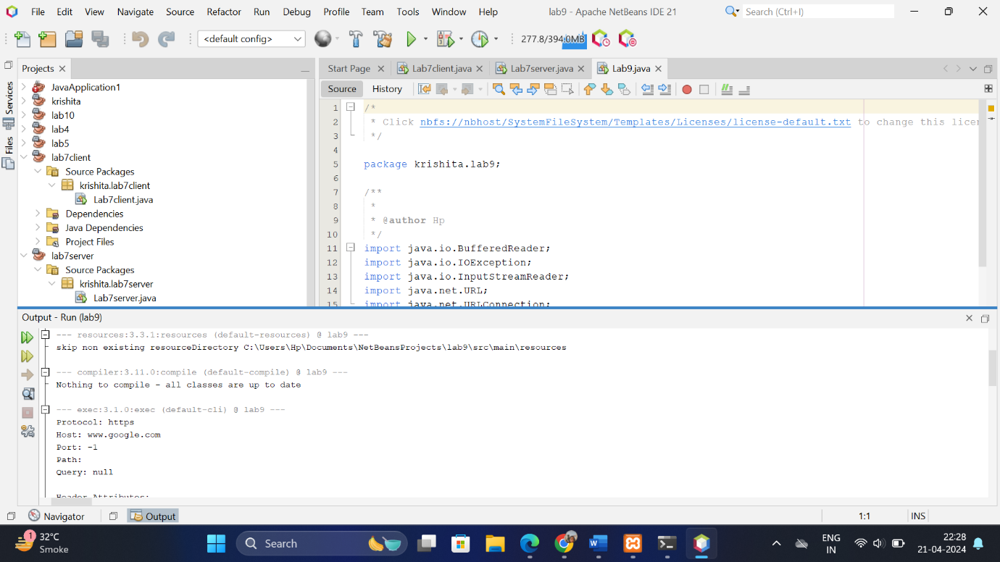 File Edit View Navigate Source Refactor Run Debug Profile Team Tools Window Help lab9 - Apache NetBeans IDE 21 Search (Ctrl+I)
<default config> 277.8/394.0MB
Projects
Start Page Lab7client.java Lab7server.java Lab9.java
Source History
Services
Files
JavaApplication1
krishita
lab10
lab4
lab5
lab7client
Source Packages
krishita.lab7client
Lab7client.java
Dependencies
Java Dependencies
Project Files
lab7server
Source Packages
krishita.lab7server
Lab7server.java
1 /*
2 * Click nbfs://nbhost/SystemFileSystem/Templates/Licenses/license-default.txt to change this licen
3 */
4
5 package krishita.lab9;
6
7 /**
8 *
9 * @author Hp
10 */
11 import java.io.BufferedReader;
12 import java.io.IOException;
13 import java.io.InputStreamReader;
14 import java.net.URL;
15 import java.net.URLConnection;
Output - Run (lab9)
--- resources:3.3.1:resources (default-resources) @ lab9 ---
skip non existing resourceDirectory C:\Users\Hp\Documents\NetBeansProjects\lab9\src\main\resources
--- compiler:3.11.0:compile (default-compile) @ lab9 ---
Nothing to compile - all classes are up to date
--- exec:3.1.0:exec (default-cli) @ lab9 ---
Protocol: https
Host: www.google.com
Port: -1
Path:
Query: null
Header Attributes:
Navigator Output 1:1 INS
1 32°C
Smoke
Search
ENG
IN
22:28
21-04-2024